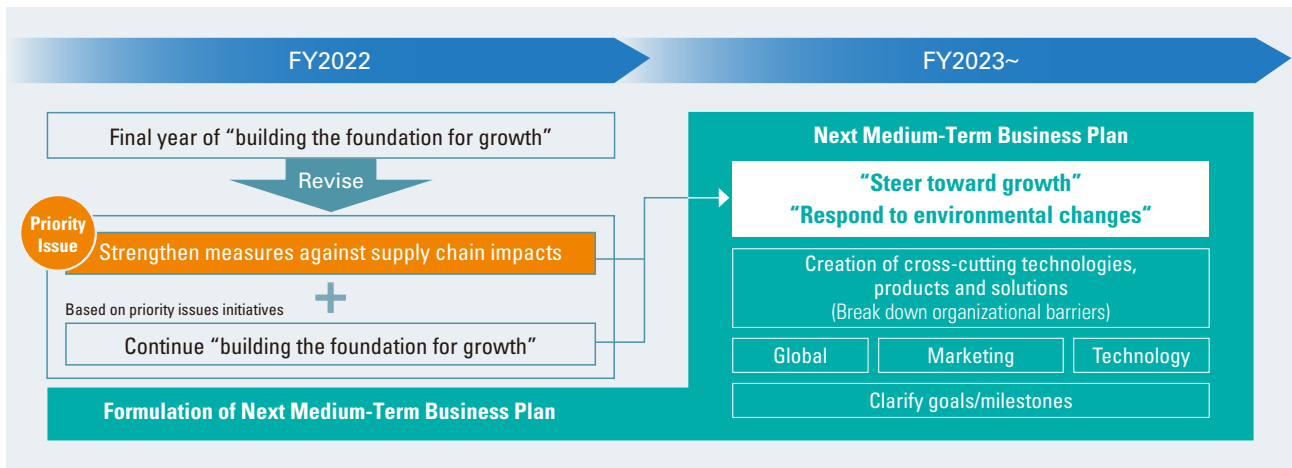 FY2022
FY2023~
Final year of “building the foundation for growth”
Revise
Priority
Issue
Strengthen measures against supply chain impacts
+
Based on priority issues initiatives
Continue “building the foundation for growth”
Formulation of Next Medium-Term Business Plan
Next Medium-Term Business Plan
“Steer toward growth”
“Respond to environmental changes“
Creation of cross-cutting technologies,
products and solutions
(Break down organizational barriers)
Global
Marketing
Technology
Clarify goals/milestones